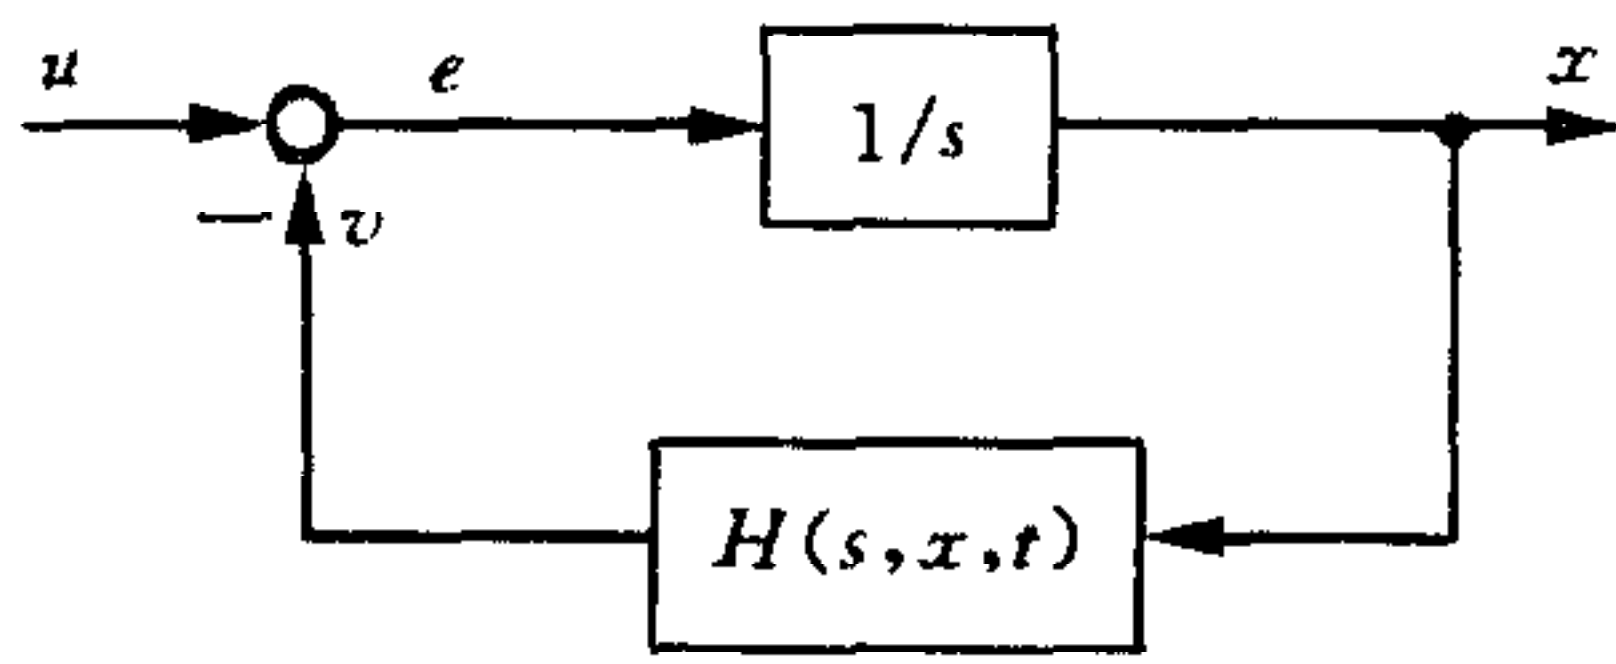 u
e
1/s
x
− v
H(s,x,t)